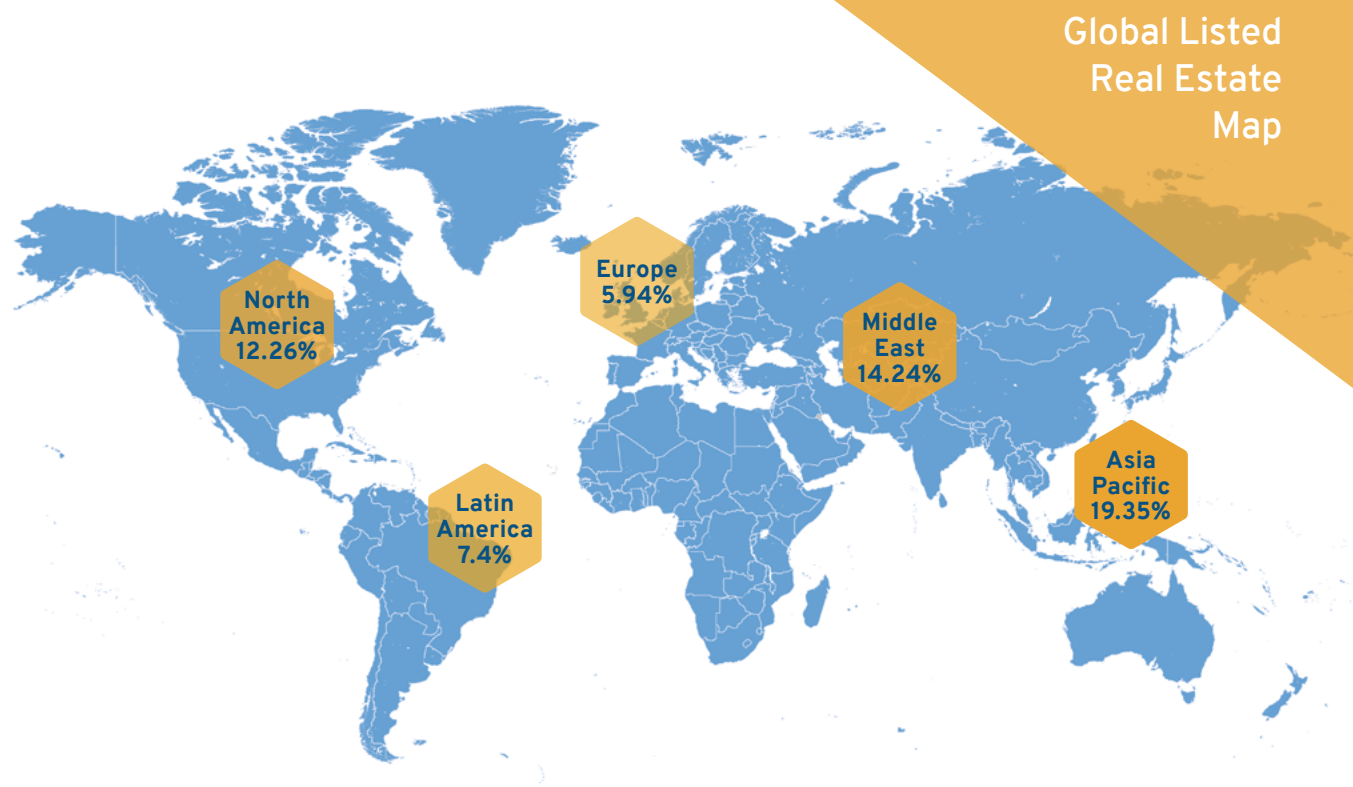 Global Listed
Real Estate
Map
Europe
5.94%
North
America
12.26%
Middle
East
14.24%
Asia
Pacific
19.35%
Latin
America
7.4%